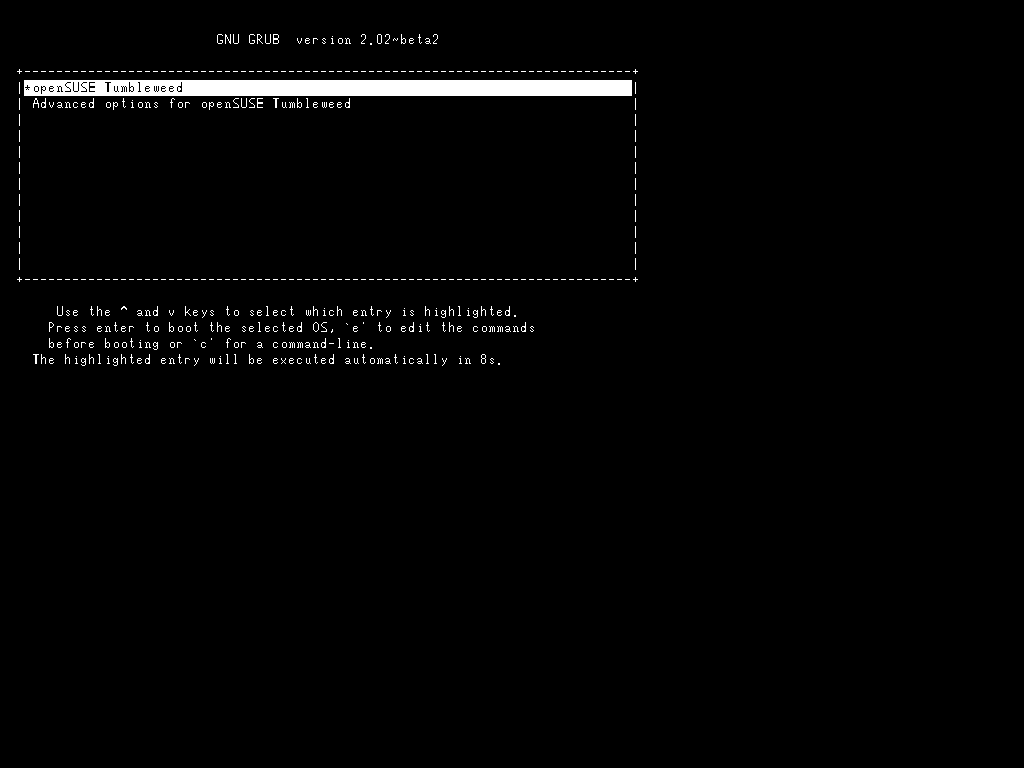 GNU GRUB  version 2.02~beta2
+----------------------------------------------------------------------------+
|*openSUSE Tumbleweed                                                        |
| Advanced options for openSUSE Tumbleweed                                   |
|                                                                            |
|                                                                            |
|                                                                            |
|                                                                            |
|                                                                            |
|                                                                            |
|                                                                            |
|                                                                            |
|                                                                            |
|                                                                            |
+----------------------------------------------------------------------------+
Use the ^ and v keys to select which entry is highlighted.
Press enter to boot the selected OS, `e' to edit the commands
before booting or `c' for a command-line.
The highlighted entry will be executed automatically in 8s.